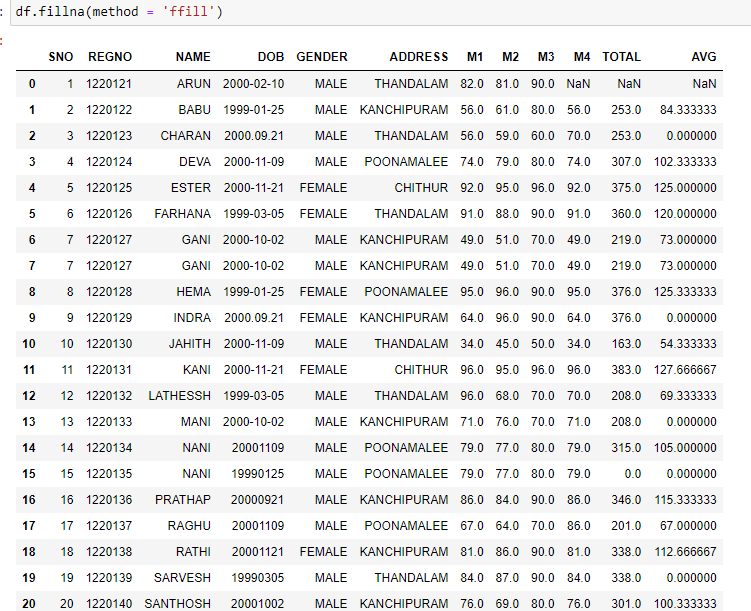 df.fillna(method = 'ffill')
SNO REGNO NAME DOB GENDER ADDRESS M1 M2 M3 M4 TOTAL AVG
0 1 1220121 ARUN 2000-02-10 MALE THANDALAM 82.0 81.0 90.0 NaN NaN NaN
1 2 1220122 BABU 1999-01-25 MALE KANCHIPURAM 56.0 61.0 80.0 56.0 253.0 84.333333
2 3 1220123 CHARAN 2000.09.21 MALE THANDALAM 56.0 59.0 60.0 70.0 253.0 0.000000
3 4 1220124 DEVA 2000-11-09 MALE POONAMALEE 74.0 79.0 80.0 74.0 307.0 102.333333
4 5 1220125 ESTER 2000-11-21 FEMALE CHITHUR 92.0 95.0 96.0 92.0 375.0 125.000000
5 6 1220126 FARHANA 1999-03-05 FEMALE THANDALAM 91.0 88.0 90.0 91.0 360.0 120.000000
6 7 1220127 GANI 2000-10-02 MALE KANCHIPURAM 49.0 51.0 70.0 49.0 219.0 73.000000
7 7 1220127 GANI 2000-10-02 MALE KANCHIPURAM 49.0 51.0 70.0 49.0 219.0 73.000000
8 8 1220128 HEMA 1999-01-25 FEMALE POONAMALEE 95.0 96.0 90.0 95.0 376.0 125.333333
9 9 1220129 INDRA 2000.09.21 FEMALE KANCHIPURAM 64.0 96.0 90.0 64.0 376.0 0.000000
10 10 1220130 JAHITH 2000-11-09 MALE THANDALAM 34.0 45.0 50.0 34.0 163.0 54.333333
11 11 1220131 KANI 2000-11-21 FEMALE CHITHUR 96.0 95.0 96.0 96.0 383.0 127.666667
12 12 1220132 LATHESSH 1999-03-05 MALE THANDALAM 96.0 68.0 70.0 70.0 208.0 69.333333
13 13 1220133 MANI 2000-10-02 MALE KANCHIPURAM 71.0 76.0 70.0 71.0 208.0 0.000000
14 14 1220134 NANI 20001109 MALE POONAMALEE 79.0 77.0 80.0 79.0 315.0 105.000000
15 15 1220135 NANI 19990125 MALE POONAMALEE 79.0 77.0 80.0 79.0 0.0 0.000000
16 16 1220136 PRATHAP 20000921 MALE KANCHIPURAM 86.0 84.0 90.0 86.0 346.0 115.333333
17 17 1220137 RAGHU 20001109 MALE POONAMALEE 67.0 64.0 70.0 86.0 201.0 67.000000
18 18 1220138 RATHI 20001121 FEMALE KANCHIPURAM 81.0 86.0 90.0 81.0 338.0 112.666667
19 19 1220139 SARVESH 19990305 MALE THANDALAM 84.0 87.0 90.0 84.0 338.0 0.000000
20 20 1220140 SANTHOSH 20001002 MALE KANCHIPURAM 76.0 69.0 80.0 76.0 301.0 100.333333